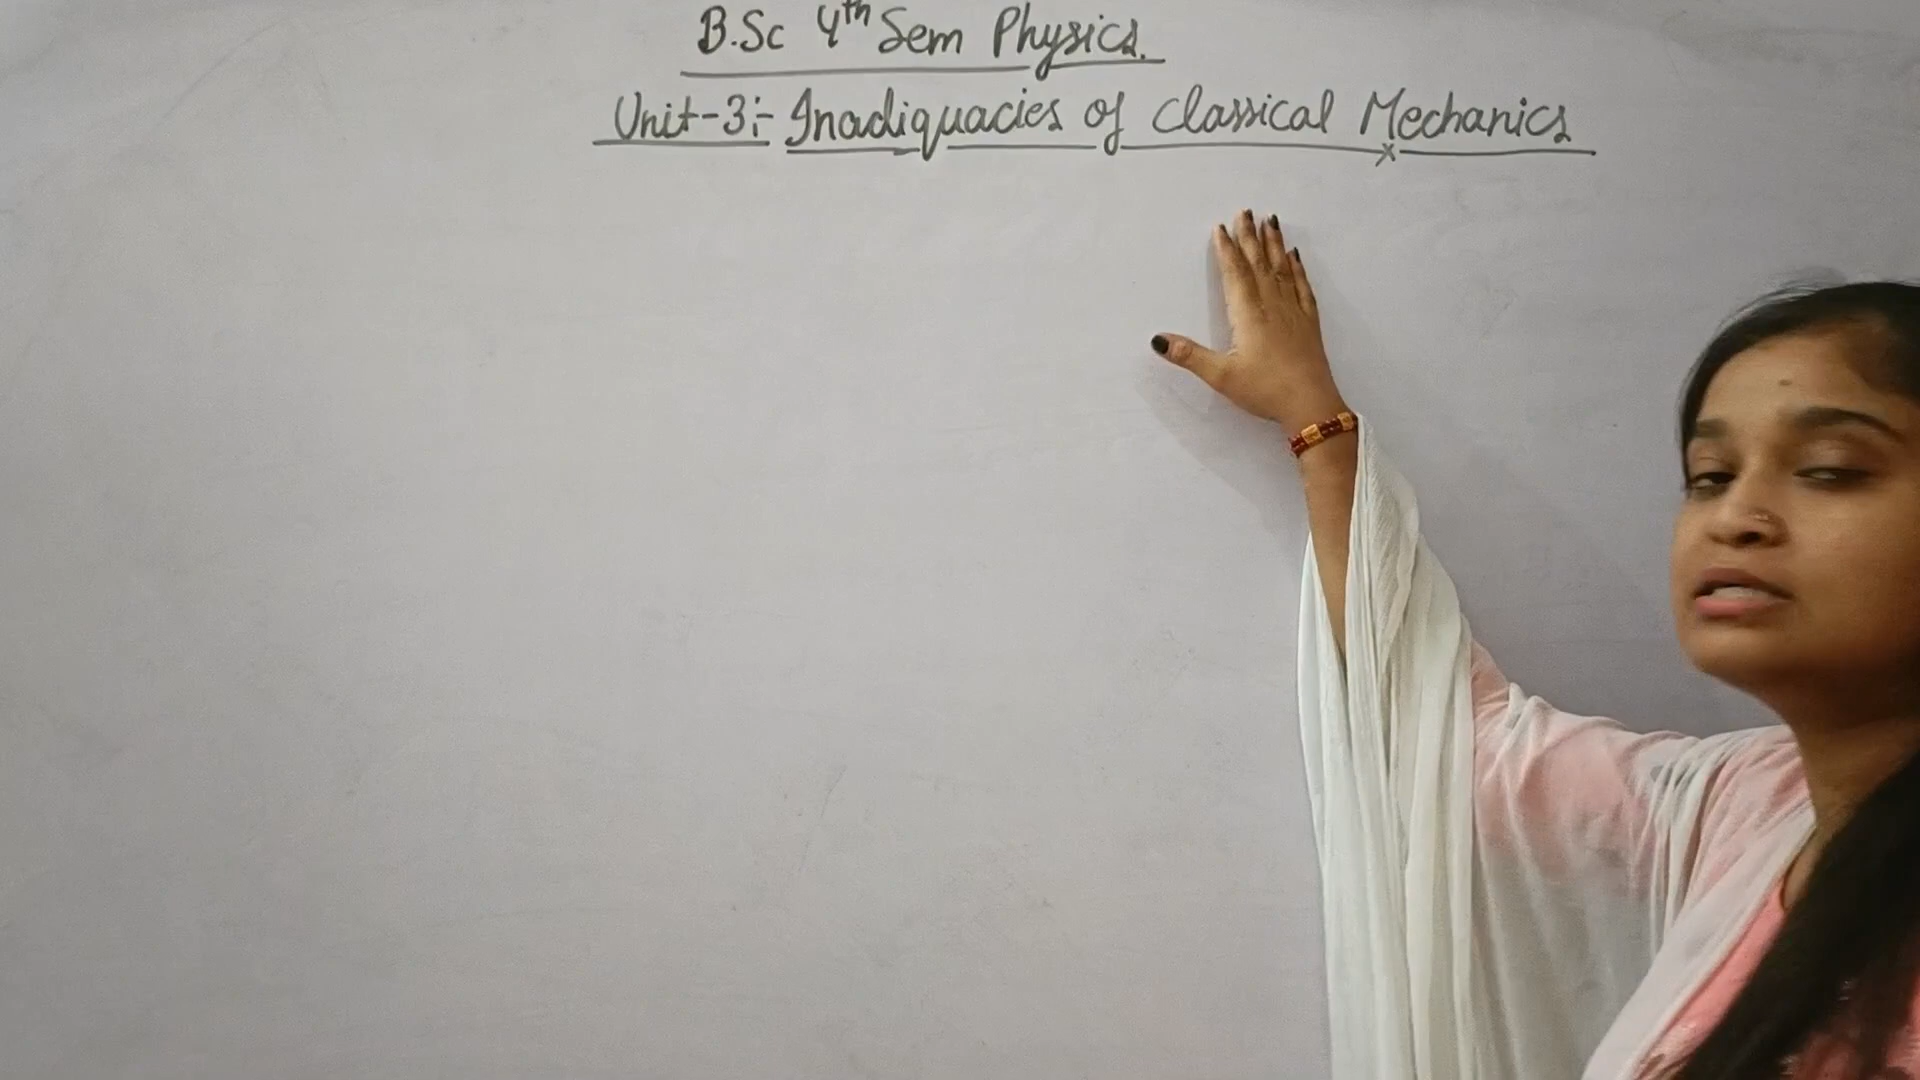 B.Sc 4th Sem Physics.
Unit-3:- Inadiquacies of Classical Mechanics